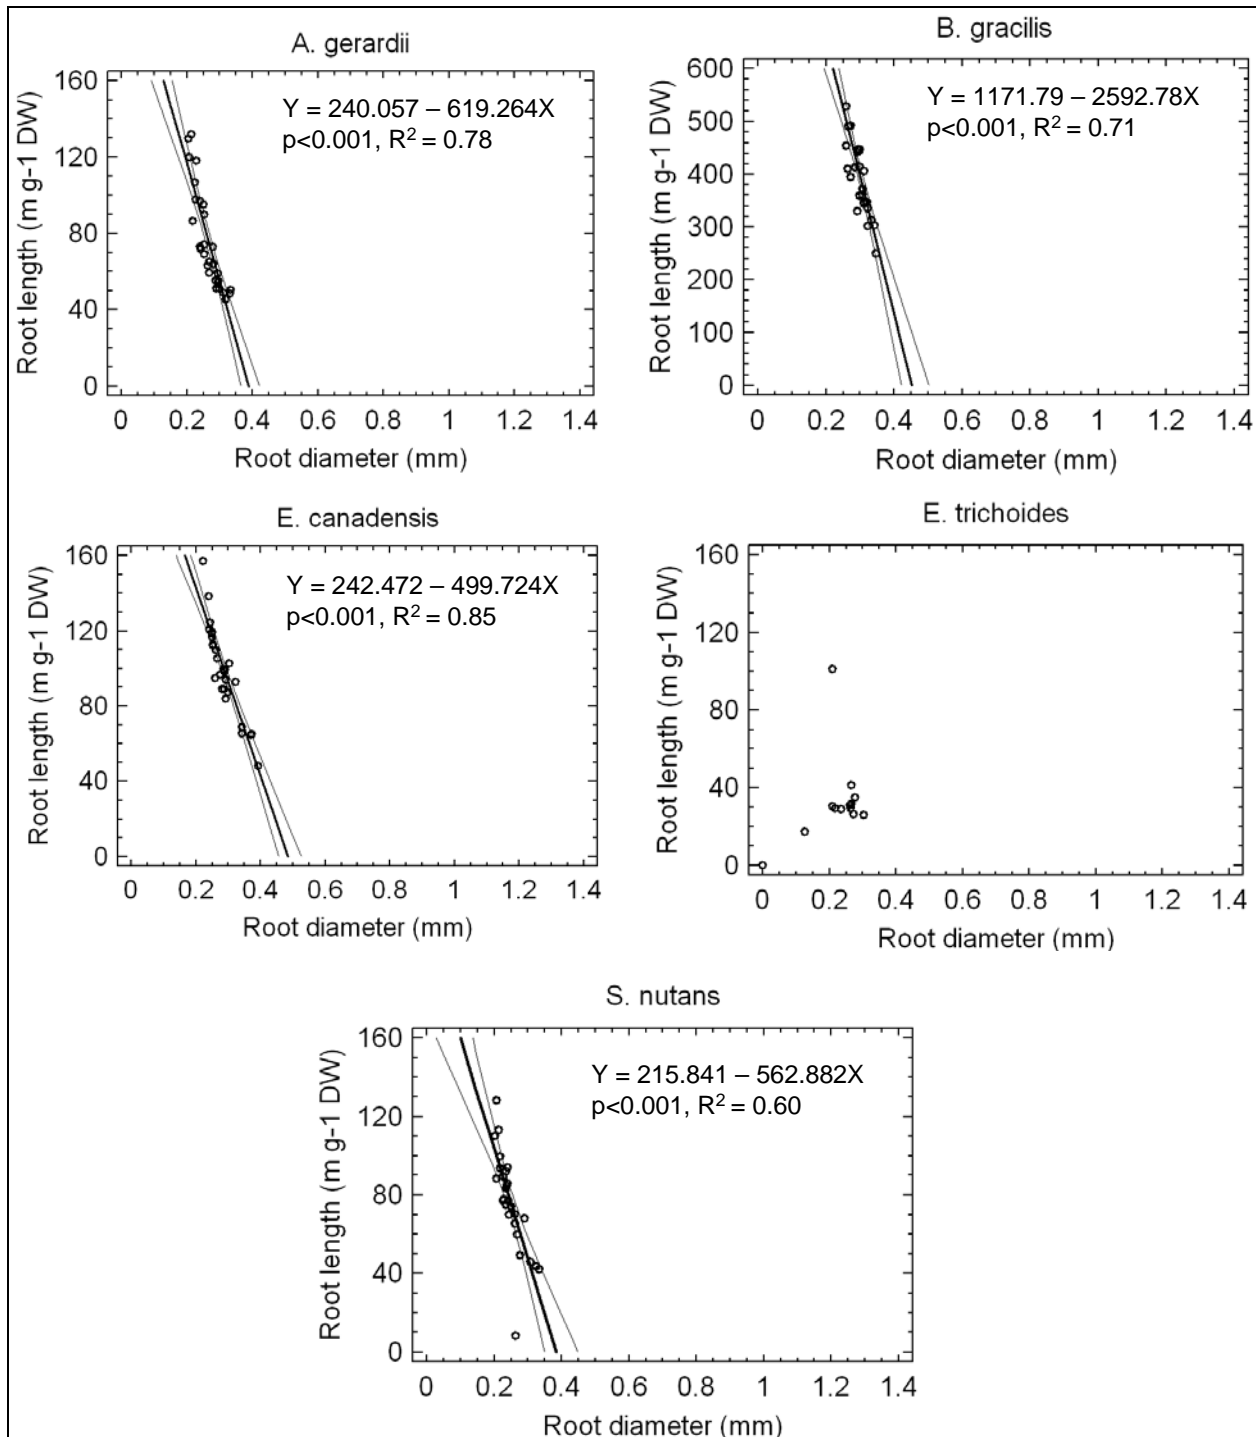 A. gerardii
Y = 240.057 – 619.264X
p<0.001, R² = 0.78
Root length (m g-1 DW)
160
120
80
40
0
0 0.2 0.4 0.6 0.8 1 1.2 1.4
Root diameter (mm)
B. gracilis
Y = 1171.79 – 2592.78X
p<0.001, R² = 0.71
Root length (m g-1 DW)
600
500
400
300
200
100
0
0 0.2 0.4 0.6 0.8 1 1.2 1.4
Root diameter (mm)
E. canadensis
Y = 242.472 – 499.724X
p<0.001, R² = 0.85
Root length (m g-1 DW)
160
120
80
40
0
0 0.2 0.4 0.6 0.8 1 1.2 1.4
Root diameter (mm)
E. trichoides
Root length (m g-1 DW)
160
120
80
40
0
0 0.2 0.4 0.6 0.8 1 1.2 1.4
Root diameter (mm)
S. nutans
Y = 215.841 – 562.882X
p<0.001, R² = 0.60
Root length (m g-1 DW)
160
120
80
40
0
0 0.2 0.4 0.6 0.8 1 1.2 1.4
Root diameter (mm)